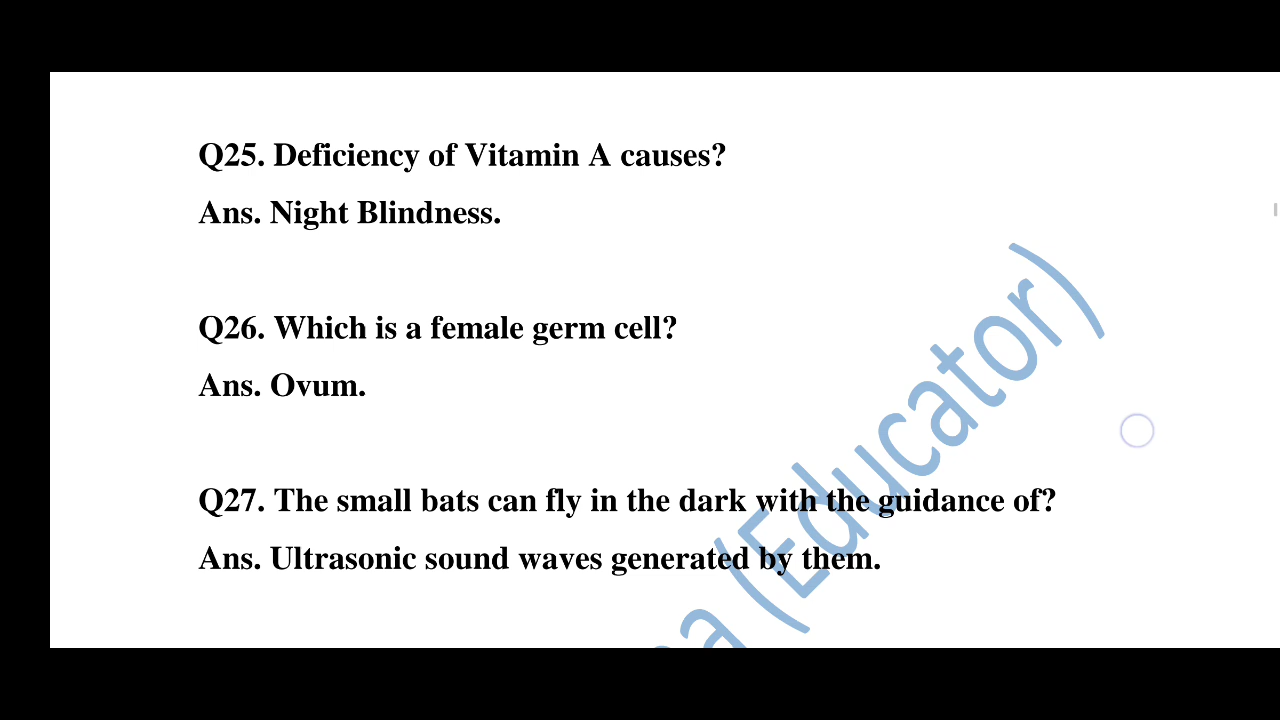 Q25. Deficiency of Vitamin A causes?
Ans. Night Blindness.
Q26. Which is a female germ cell?
Ans. Ovum.
Q27. The small bats can fly in the dark with the guidance of?
Ans. Ultrasonic sound waves generated by them.
(Educator)